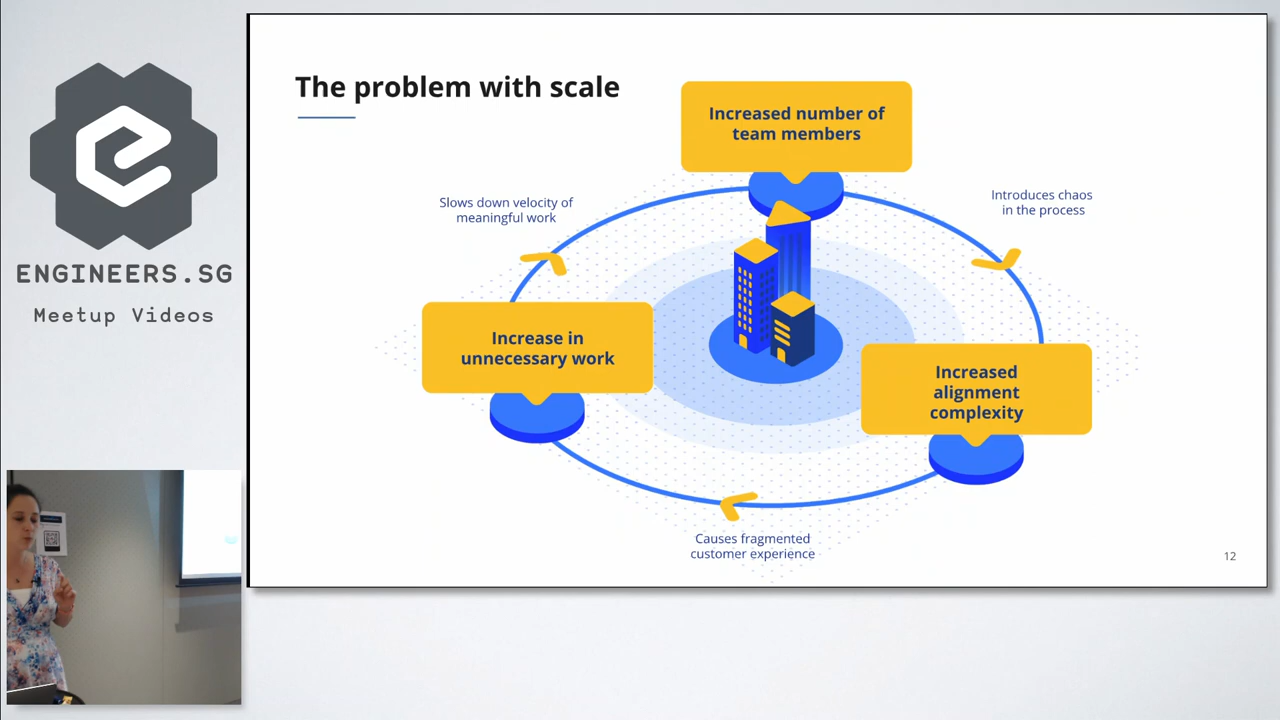 ENGINEERS.SG
Meetup Videos
The problem with scale
Increased number of
team members
Slows down velocity of
meaningful work
Introduces chaos
in the process
Increase in
unnecessary work
Increased
alignment
complexity
Causes fragmented
customer experience
12